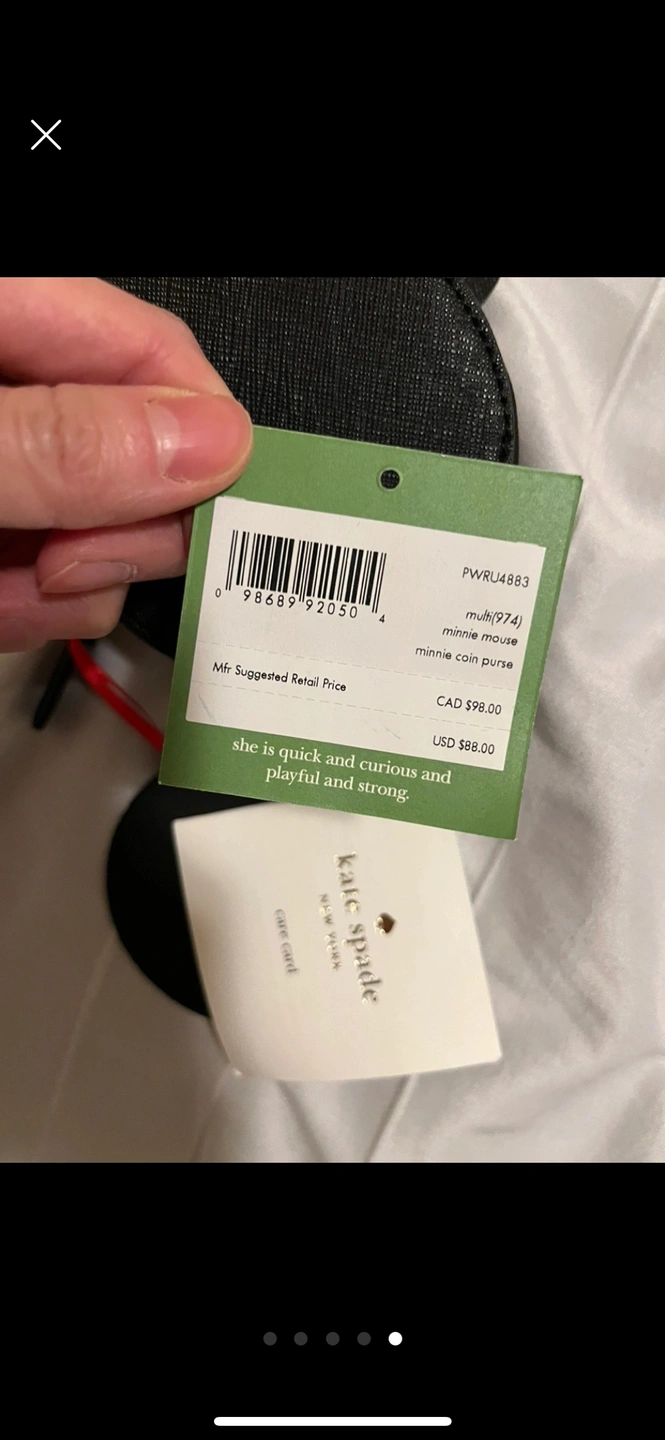 PWRU4883
0 98689 92050 4
multi(974)
minnie mouse
minnie coin purse
Mfr Suggested Retail Price
CAD $98.00
USD $88.00
she is quick and curious and
playful and strong.
kate spade
NEW YORK
care card